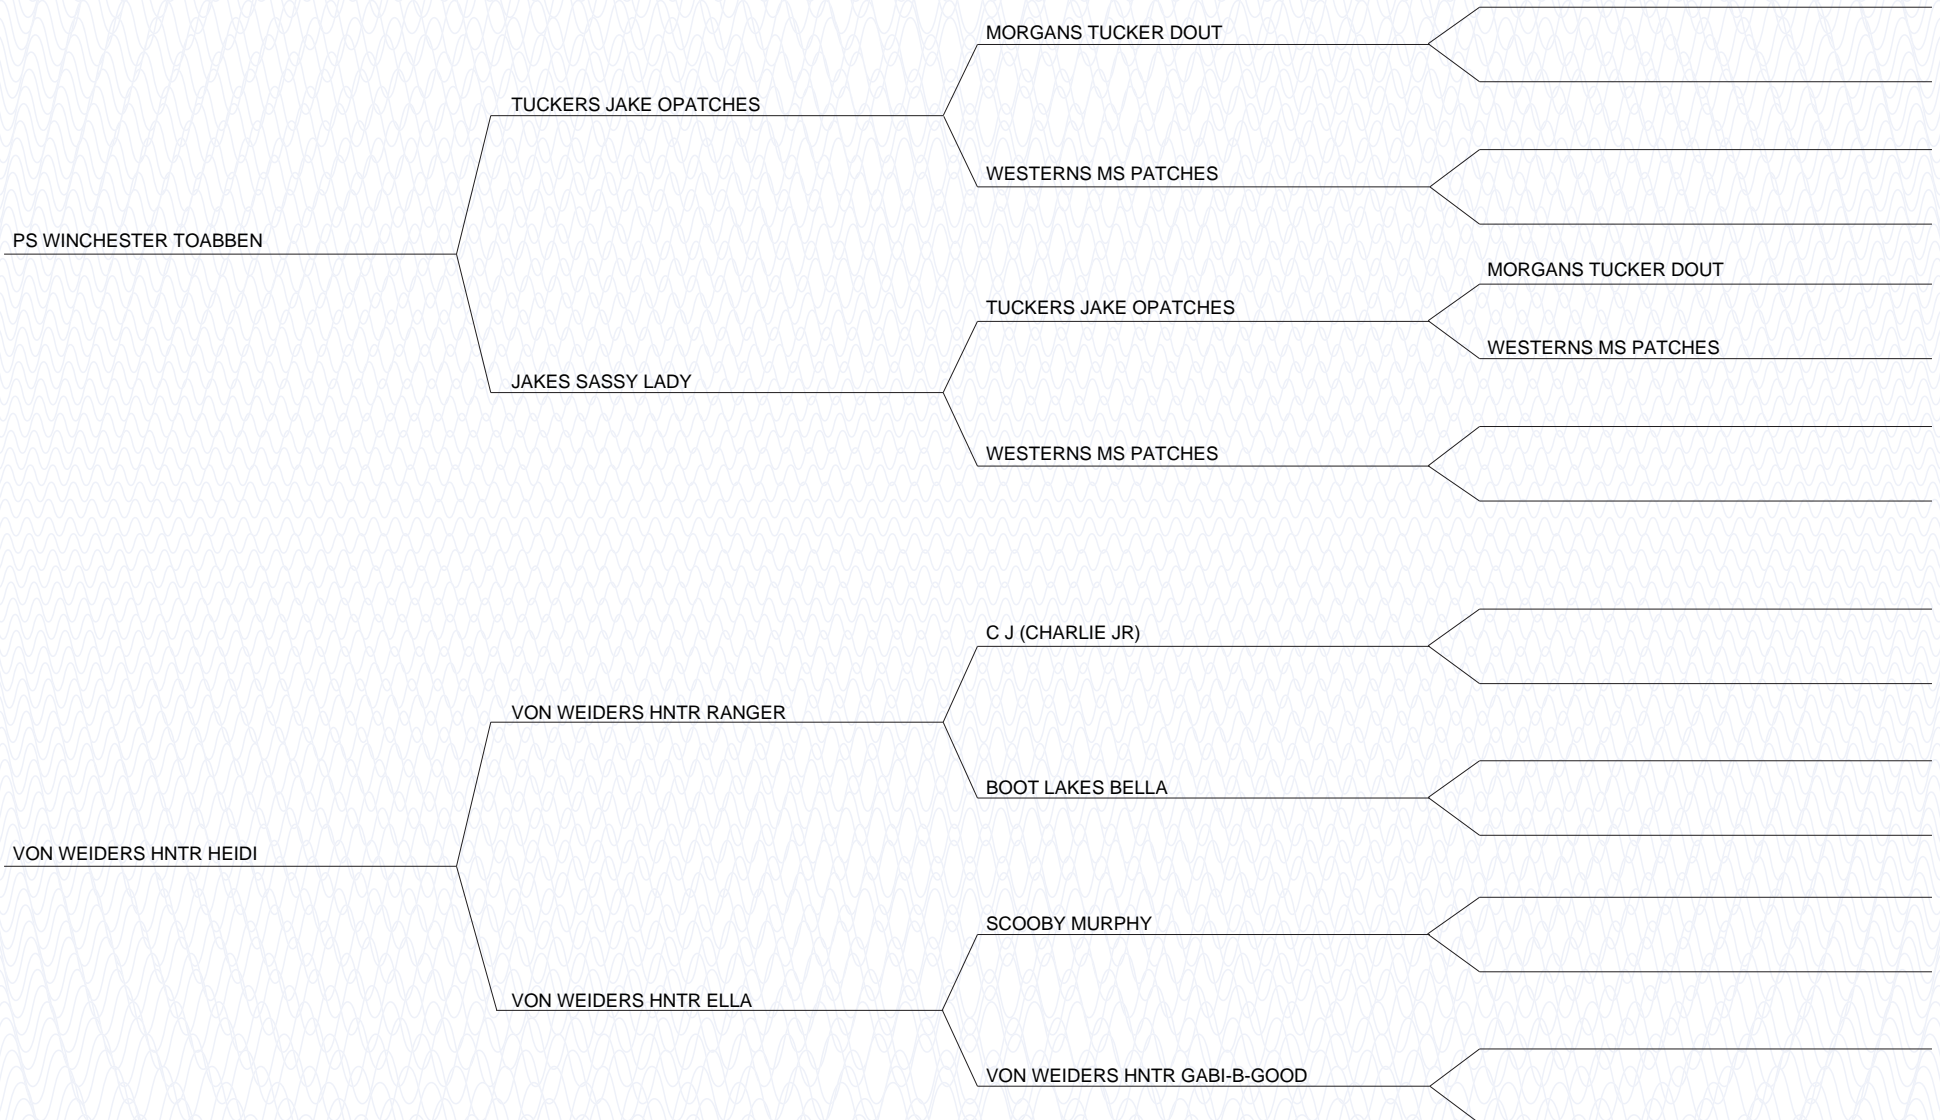 MORGANS TUCKER DOUT
TUCKERS JAKE OPATCHES
WESTERNS MS PATCHES
PS WINCHESTER TOABBEN
MORGANS TUCKER DOUT
TUCKERS JAKE OPATCHES
WESTERNS MS PATCHES
JAKES SASSY LADY
WESTERNS MS PATCHES
C J (CHARLIE JR)
VON WEIDERS HNTR RANGER
BOOT LAKES BELLA
VON WEIDERS HNTR HEIDI
SCOOBY MURPHY
VON WEIDERS HNTR ELLA
VON WEIDERS HNTR GABI-B-GOOD